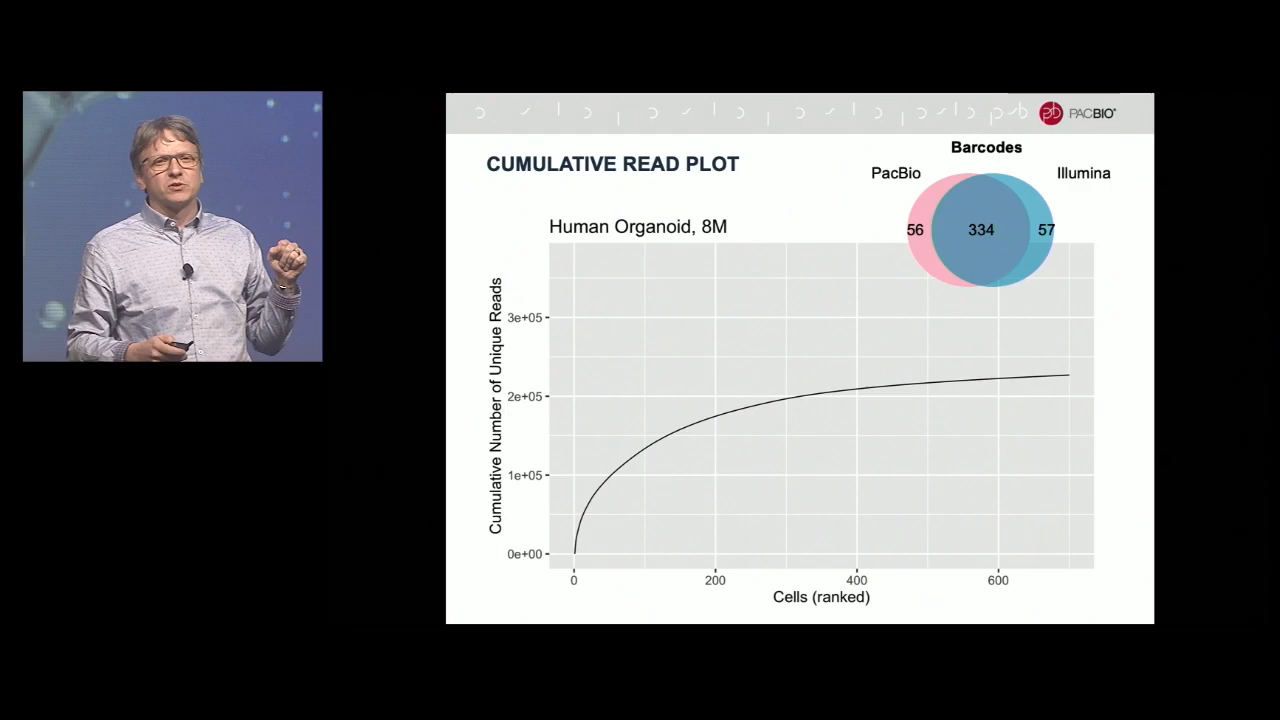 PACBIO®
CUMULATIVE READ PLOT
Barcodes
PacBio
Illumina
56
334
57
Human Organoid, 8M
Cumulative Number of Unique Reads
3e+05
2e+05
1e+05
0e+00
0
200
400
600
Cells (ranked)